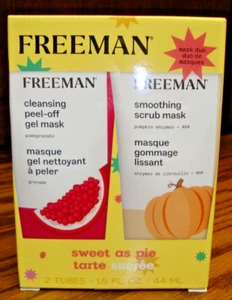 FREEMAN
mask duo
duo de
masques
FREEMAN
cleansing
peel-off
gel mask
pomegranate
masque
gel nettoyant
à peler
grenade
FREEMAN
smoothing
scrub mask
pumpkin enzymes + AHA
masque
gommage
lissant
enzymes de citrouille + AHA
sweet as pie
tarte sucrée
2 TUBES - 1.5 FL. OZ / 44 ML